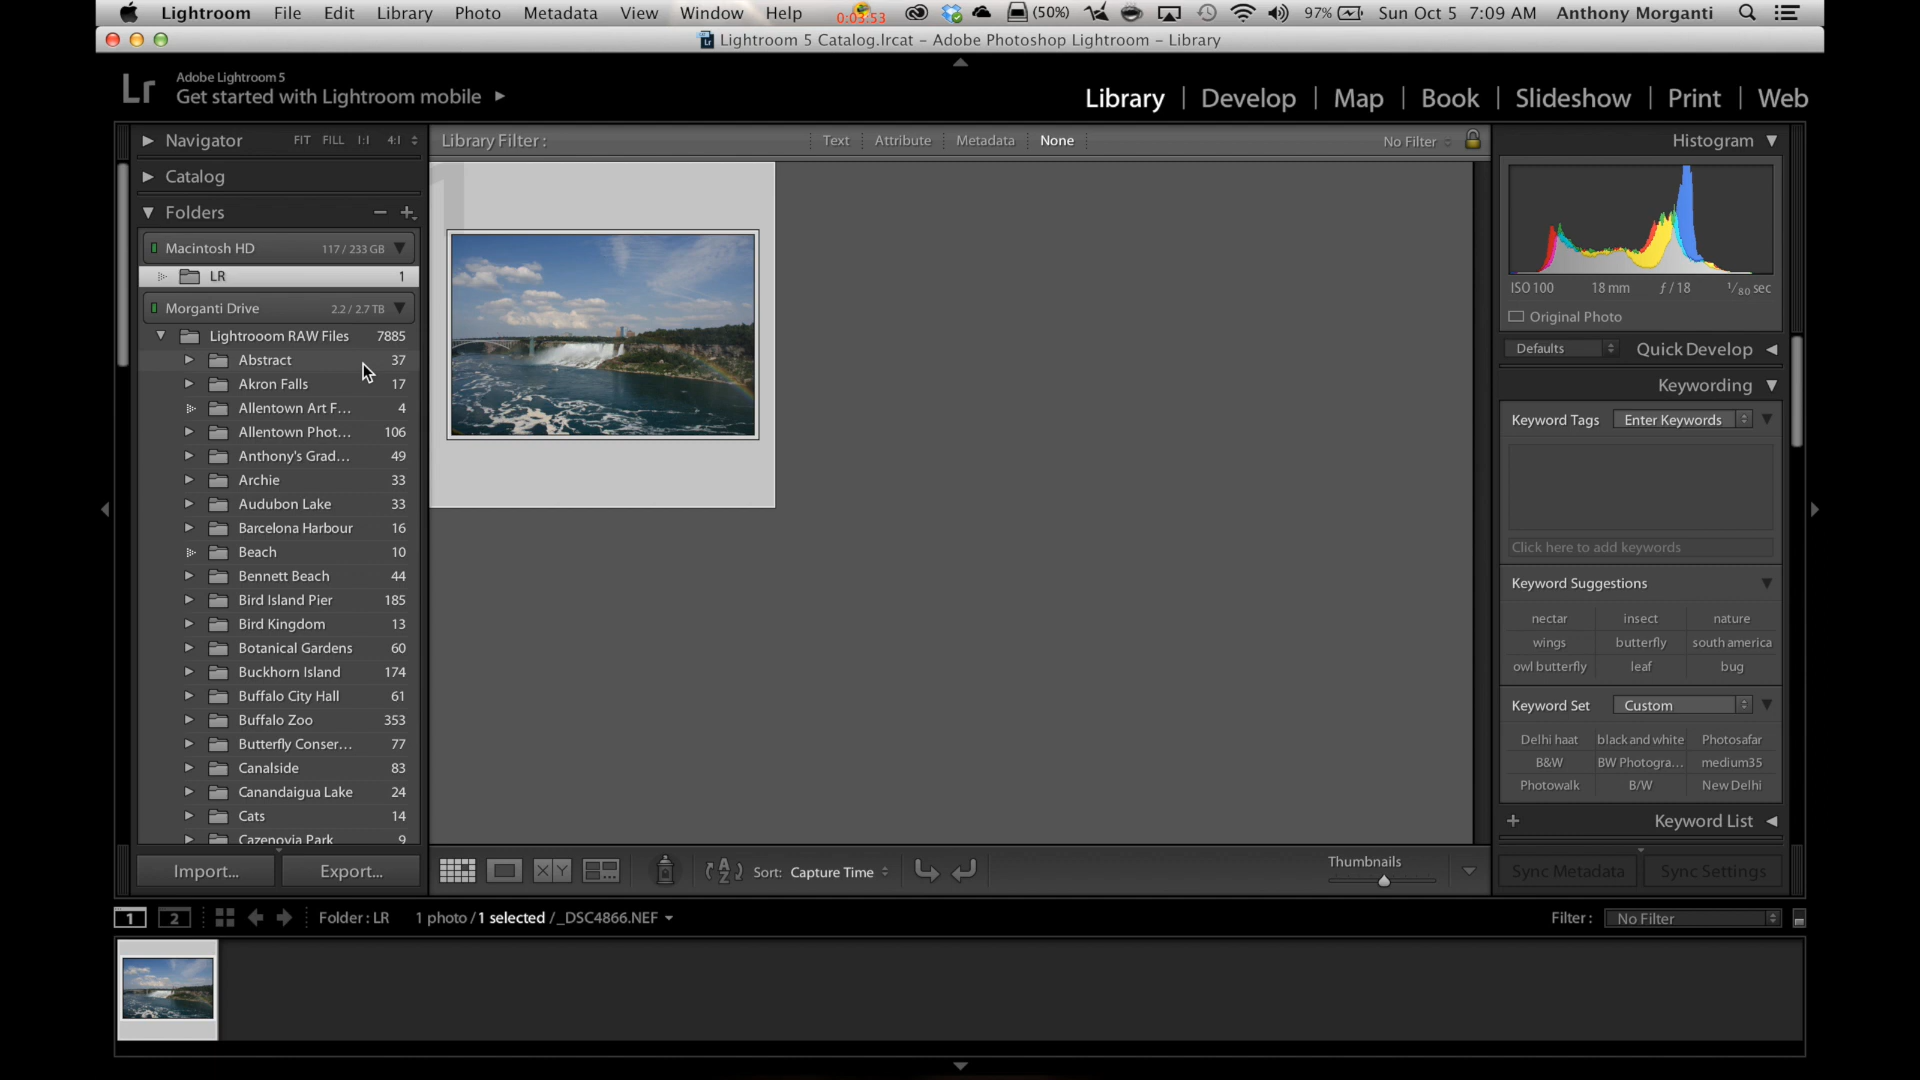 Lightroom File Edit Library Photo Metadata View Window Help 0:03:53 (50%) 97% Sun Oct 5 7:09 AM Anthony Morganti
Lightroom 5 Catalog.lrcat – Adobe Photoshop Lightroom – Library
Lr Adobe Lightroom 5
Get started with Lightroom mobile
Library | Develop | Map | Book | Slideshow | Print | Web
Navigator FIT FILL 1:1 4:1
Catalog
Folders
Macintosh HD 117 / 233 GB
LR 1
Morganti Drive 2.2 / 2.7 TB
Lightrooom RAW Files 7885
Abstract 37
Akron Falls 17
Allentown Art F... 4
Allentown Phot... 106
Anthony's Grad... 49
Archie 33
Audubon Lake 33
Barcelona Harbour 16
Beach 10
Bennett Beach 44
Bird Island Pier 185
Bird Kingdom 13
Botanical Gardens 60
Buckhorn Island 174
Buffalo City Hall 61
Buffalo Zoo 353
Butterfly Conser... 77
Canalside 83
Canandaigua Lake 24
Cats 14
Cazenovia Park 9
Import... Export...
Library Filter : Text Attribute Metadata None No Filter
1
Sort: Capture Time Thumbnails
Histogram
ISO 100 18 mm ƒ / 18 1/80 sec
Original Photo
Defaults Quick Develop
Keywording
Keyword Tags Enter Keywords
Click here to add keywords
Keyword Suggestions
nectar insect nature
wings butterfly south america
owl butterfly leaf bug
Keyword Set Custom
Delhi haat black and white Photosafar
B&W BW Photogra... medium35
Photowalk B/W New Delhi
Keyword List
Sync Metadata Sync Settings
1 2 Folder : LR 1 photo / 1 selected / _DSC4866.NEF Filter : No Filter